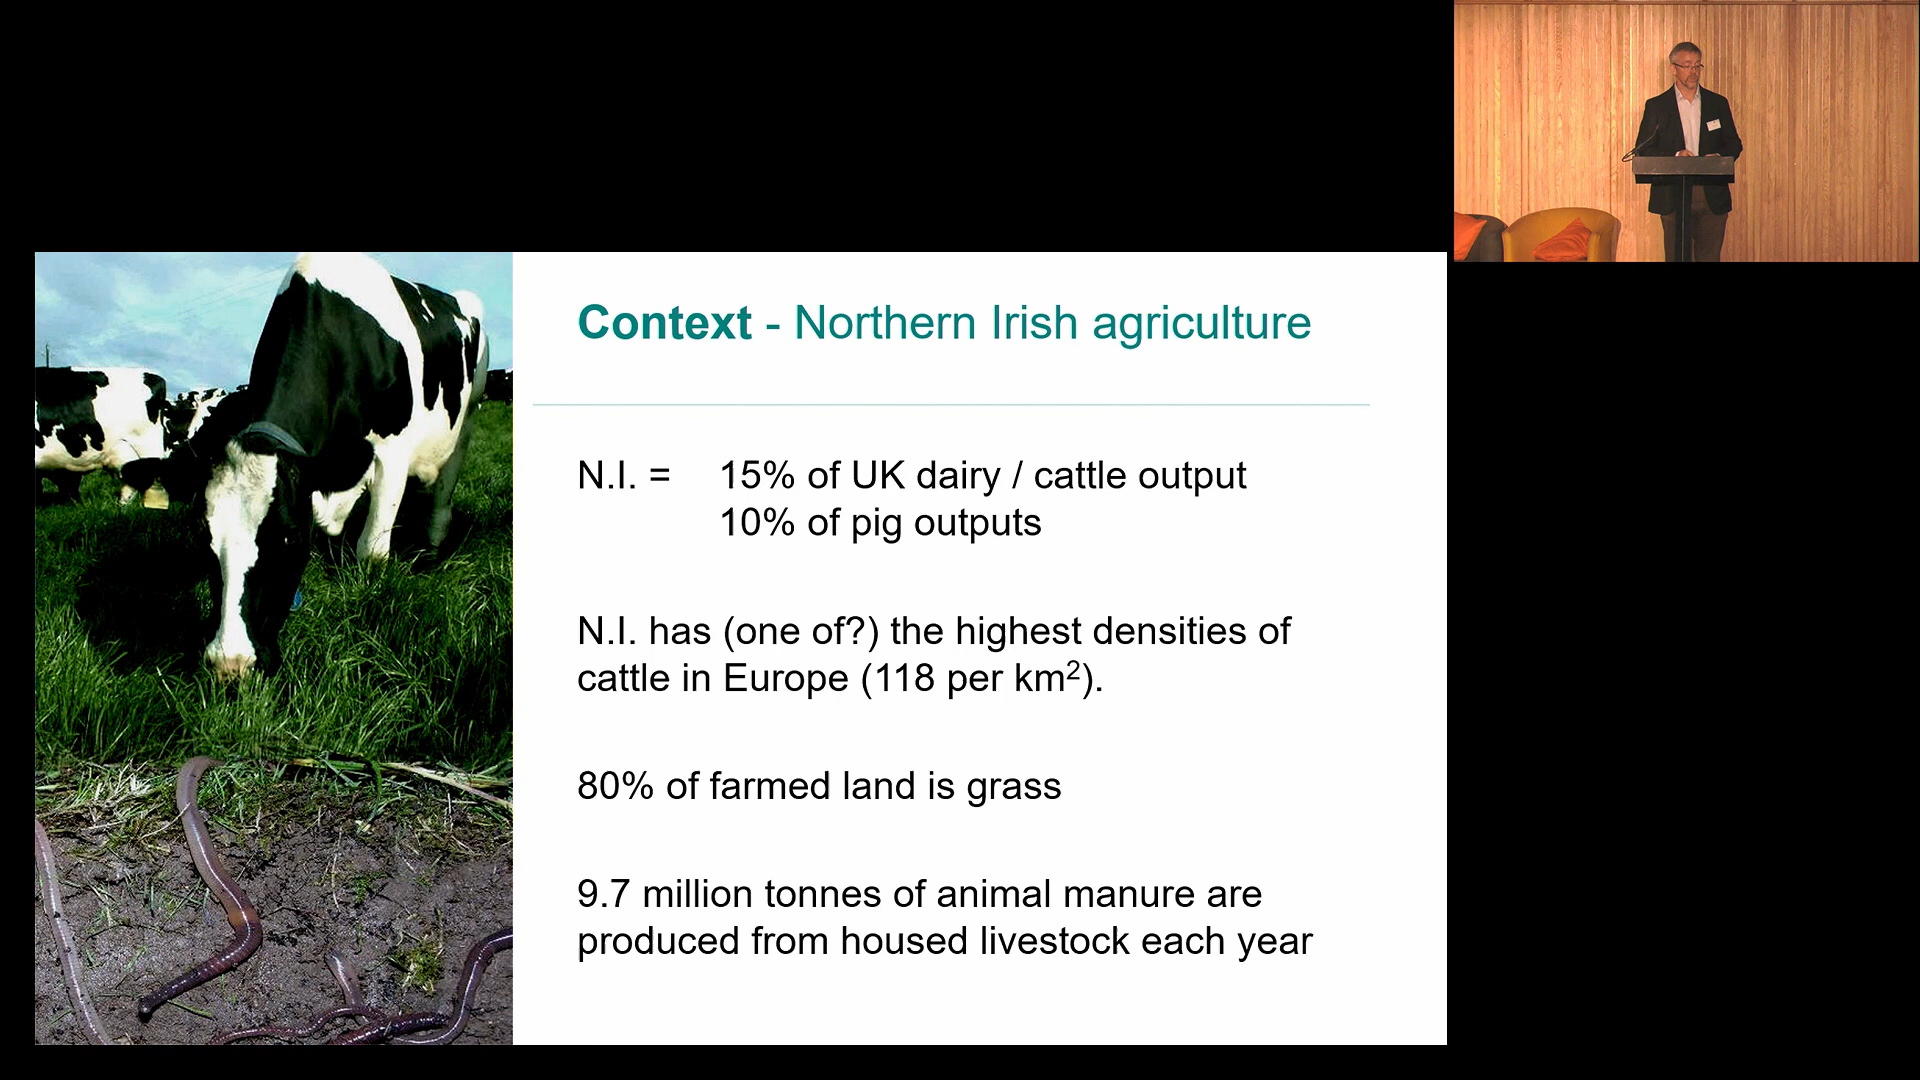 Context - Northern Irish agriculture
N.I. = 15% of UK dairy / cattle output
10% of pig outputs
N.I. has (one of?) the highest densities of
cattle in Europe (118 per km²).
80% of farmed land is grass
9.7 million tonnes of animal manure are
produced from housed livestock each year